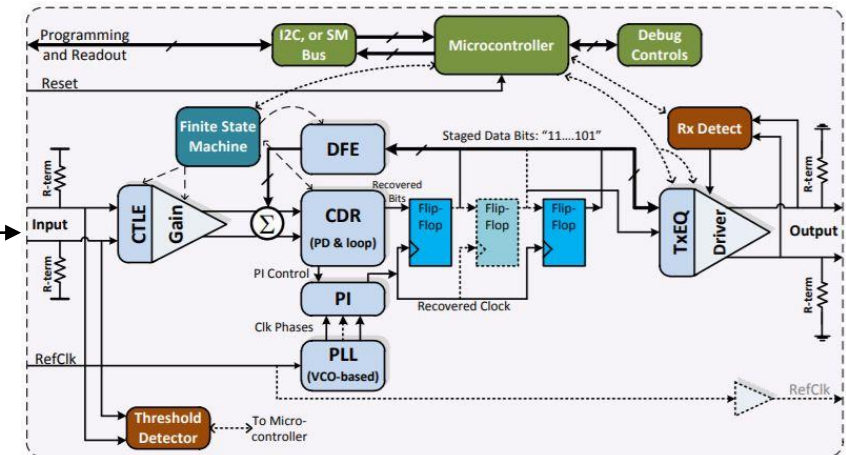 Programming
and Readout
I2C, or SM
Bus
Microcontroller
Debug
Controls
Reset
Finite State
Machine
DFE
Staged Data Bits: "11....101"
Rx Detect
R-term
R-term
Input
CTLE
Gain
Σ
CDR
(PD & loop)
Recovered
Bits
Flip-
Flop
Flip-
Flop
Flip-
Flop
TxEQ
Driver
Output
R-term
R-term
PI Control
PI
Recovered Clock
Clk Phases
PLL
(VCO-based)
RefClk
RefClk
Threshold
Detector
To Micro-
controller